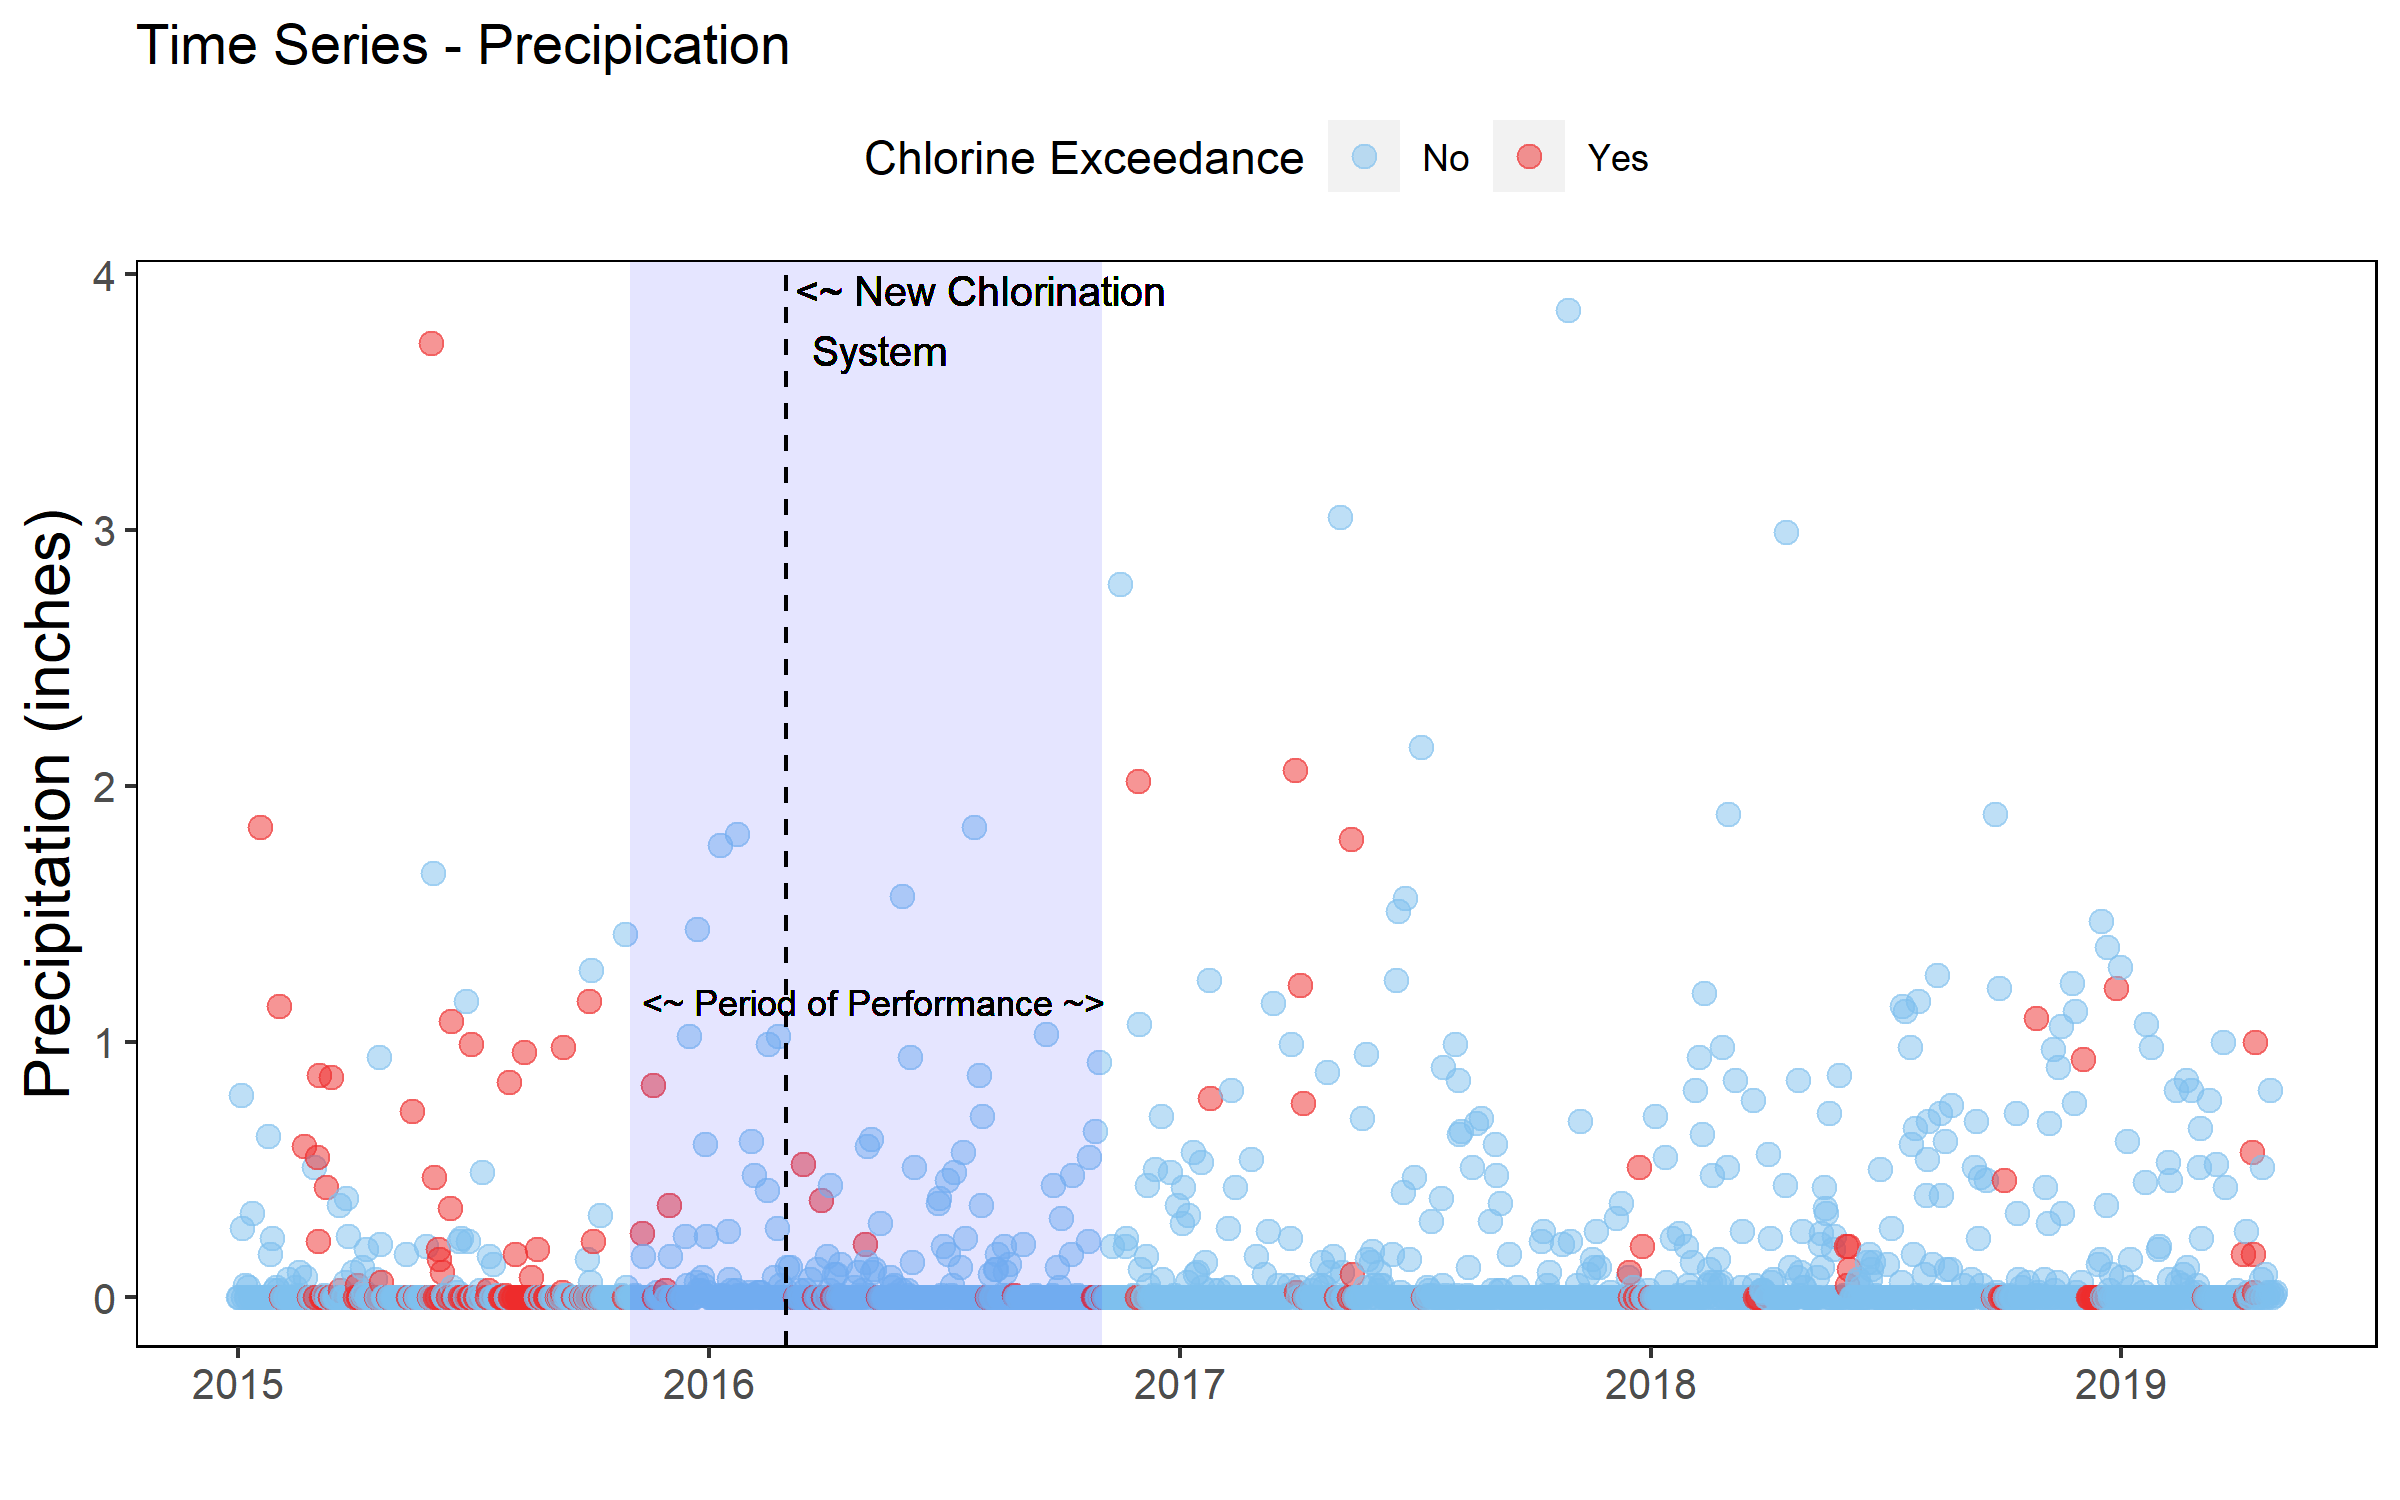 Time Series - Precipication
Chlorine Exceedance No Yes
<~ New Chlorination
System
<~ Period of Performance ~>
Precipitation (inches)
4
3
2
1
0
2015 2016 2017 2018 2019